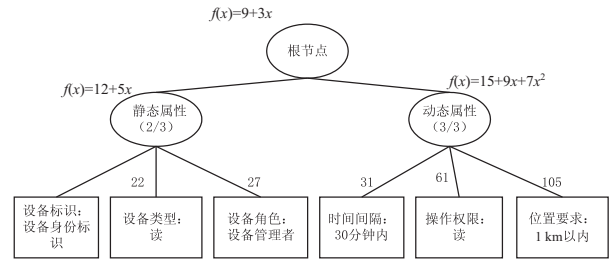 f(x)=9+3x
根节点
f(x)=12+5x
f(x)=15+9x+7x²
静态属性
（2/3）
动态属性
（3/3）
22
27
31
61
105
设备标识：
设备身份标
识
设备类型：
读
设备角色：
设备管理者
时间间隔：
30分钟内
操作权限：
读
位置要求：
1 km以内